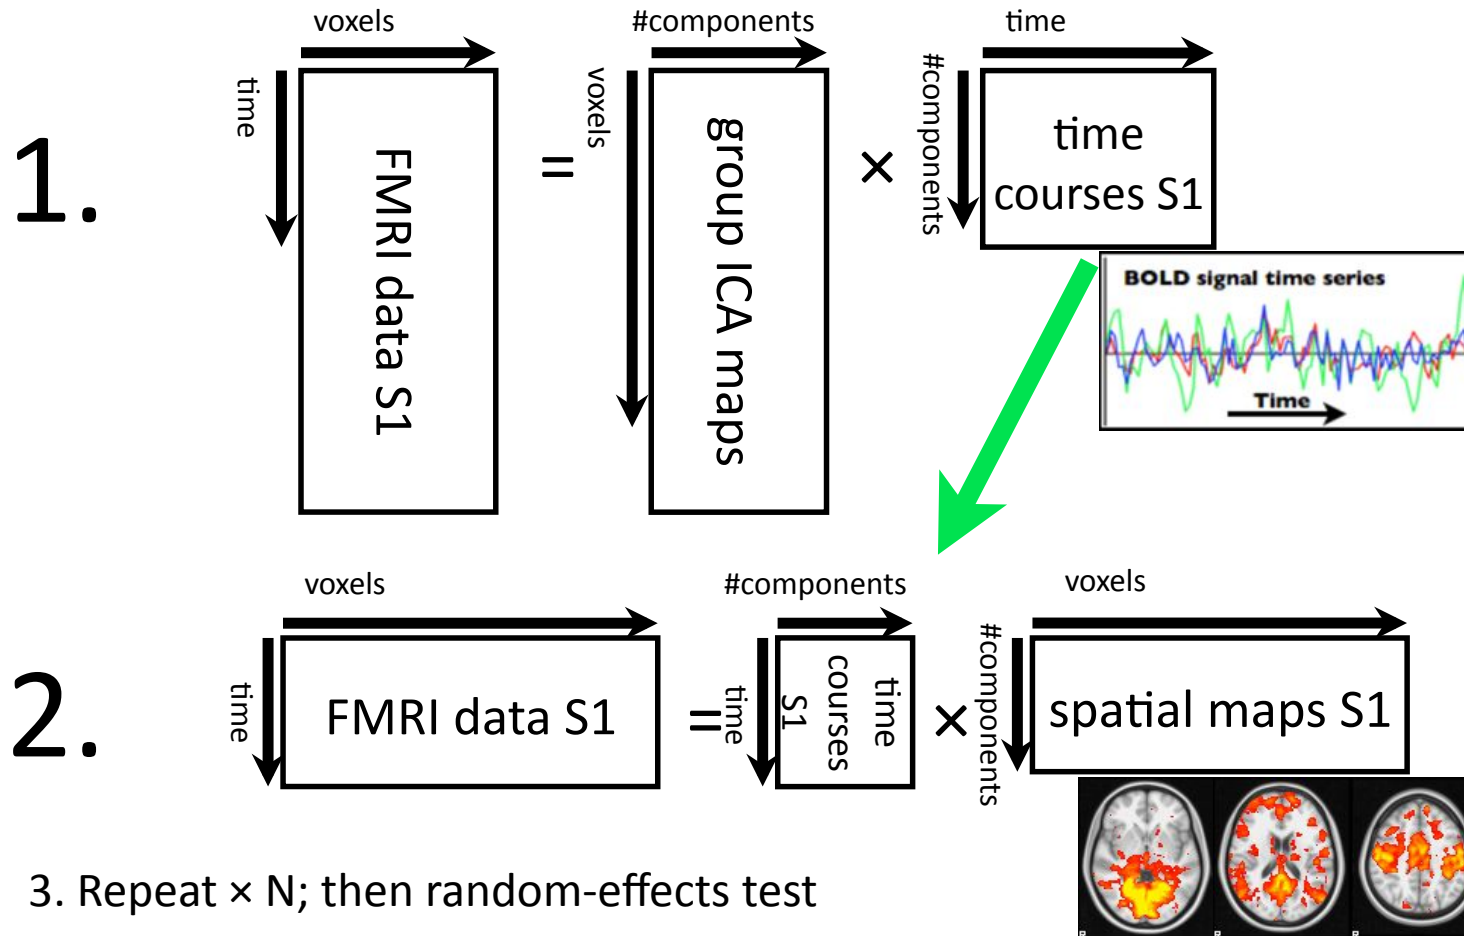 voxels
#components
time
time
voxels
#components
1.
FMRI data S1
=
group ICA maps
×
time
courses S1
BOLD signal time series
Time
voxels
#components
voxels
time
time
#components
2.
FMRI data S1
=
time
courses
S1
×
spatial maps S1
3. Repeat × N; then random-effects test